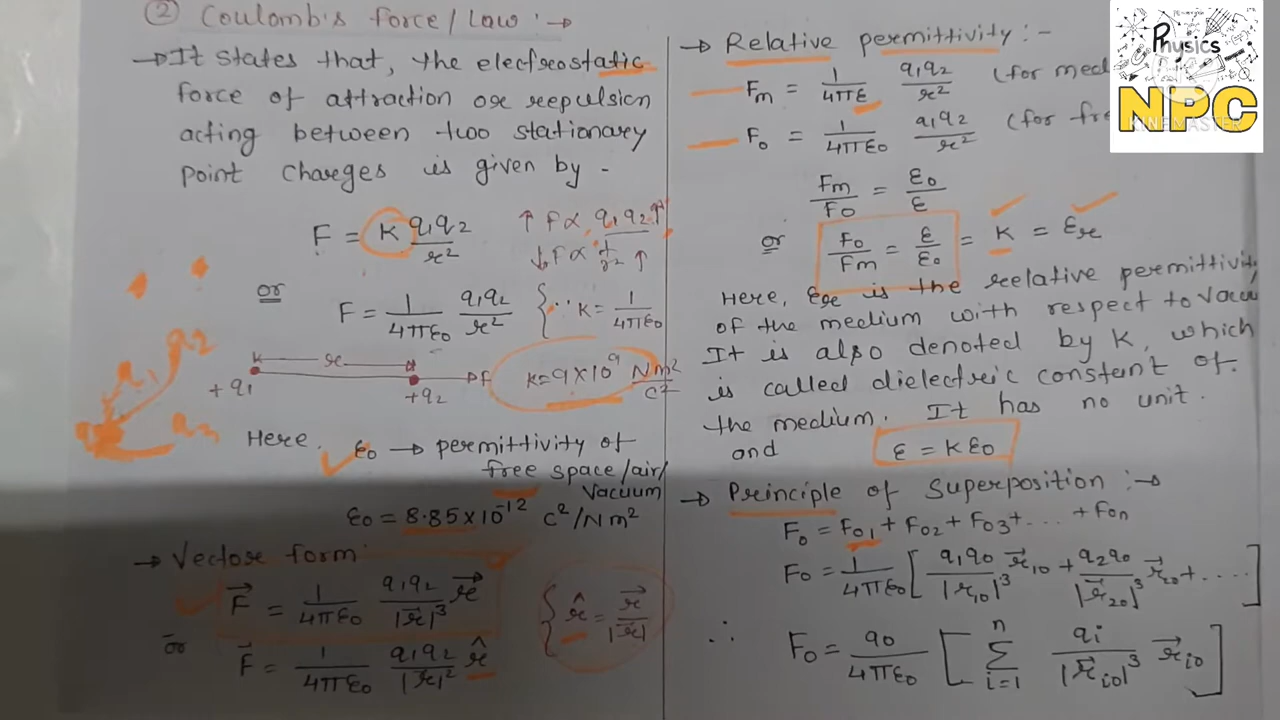 ② Coulomb's force/Law :→
→ It states that, the electrostatic
force of attraction or repulsion
acting between two stationary
point charges is given by -
F = K q₁q₂/r² ↑ F ∝ q₁q₂ ↑
↓ F ∝ 1/r² ↑
or
F = 1/4πε₀ q₁q₂/r² { ∵ K = 1/4πε₀
r
+q₁ +q₂ F K = 9×10⁹ Nm²/C²
q₁ q₂
q₃
Here, ε₀ → permittivity of
free space/air/
Vacuum
ε₀ = 8.85×10⁻¹² C²/Nm²
→ Vector form:
F⃗ = 1/4πε₀ q₁q₂/|r⃗|³ r⃗
{ r̂ = r⃗/|r⃗|
or
F⃗ = 1/4πε₀ q₁q₂/|r⃗|² r̂
→ Relative permittivity :-
Fm = 1/4πε q₁q₂/r² (for med
F₀ = 1/4πε₀ q₁q₂/r² (for fr
Fm/F₀ = ε₀/ε
or F₀/Fm = ε/ε₀ = K = εr
Here, εr is the relative permittivit
of the medium with respect to Vacu
It is also denoted by K, which
is called dielectric constant of
the medium. It has no unit.
and ε = Kε₀
→ Principle of Superposition :→
F₀ = F₀₁ + F₀₂ + F₀₃ + .... + F₀n
F₀ = 1/4πε₀ [ q₁q₀/|r₁₀|³ r⃗₁₀ + q₂q₀/|r⃗₂₀|³ r⃗₂₀ + .... ]
∴ F₀ = q₀/4πε₀ [ Σ i=1 n qi/|r⃗i₀|³ r⃗i₀ ]
Physics
NPC
KINEMASTER